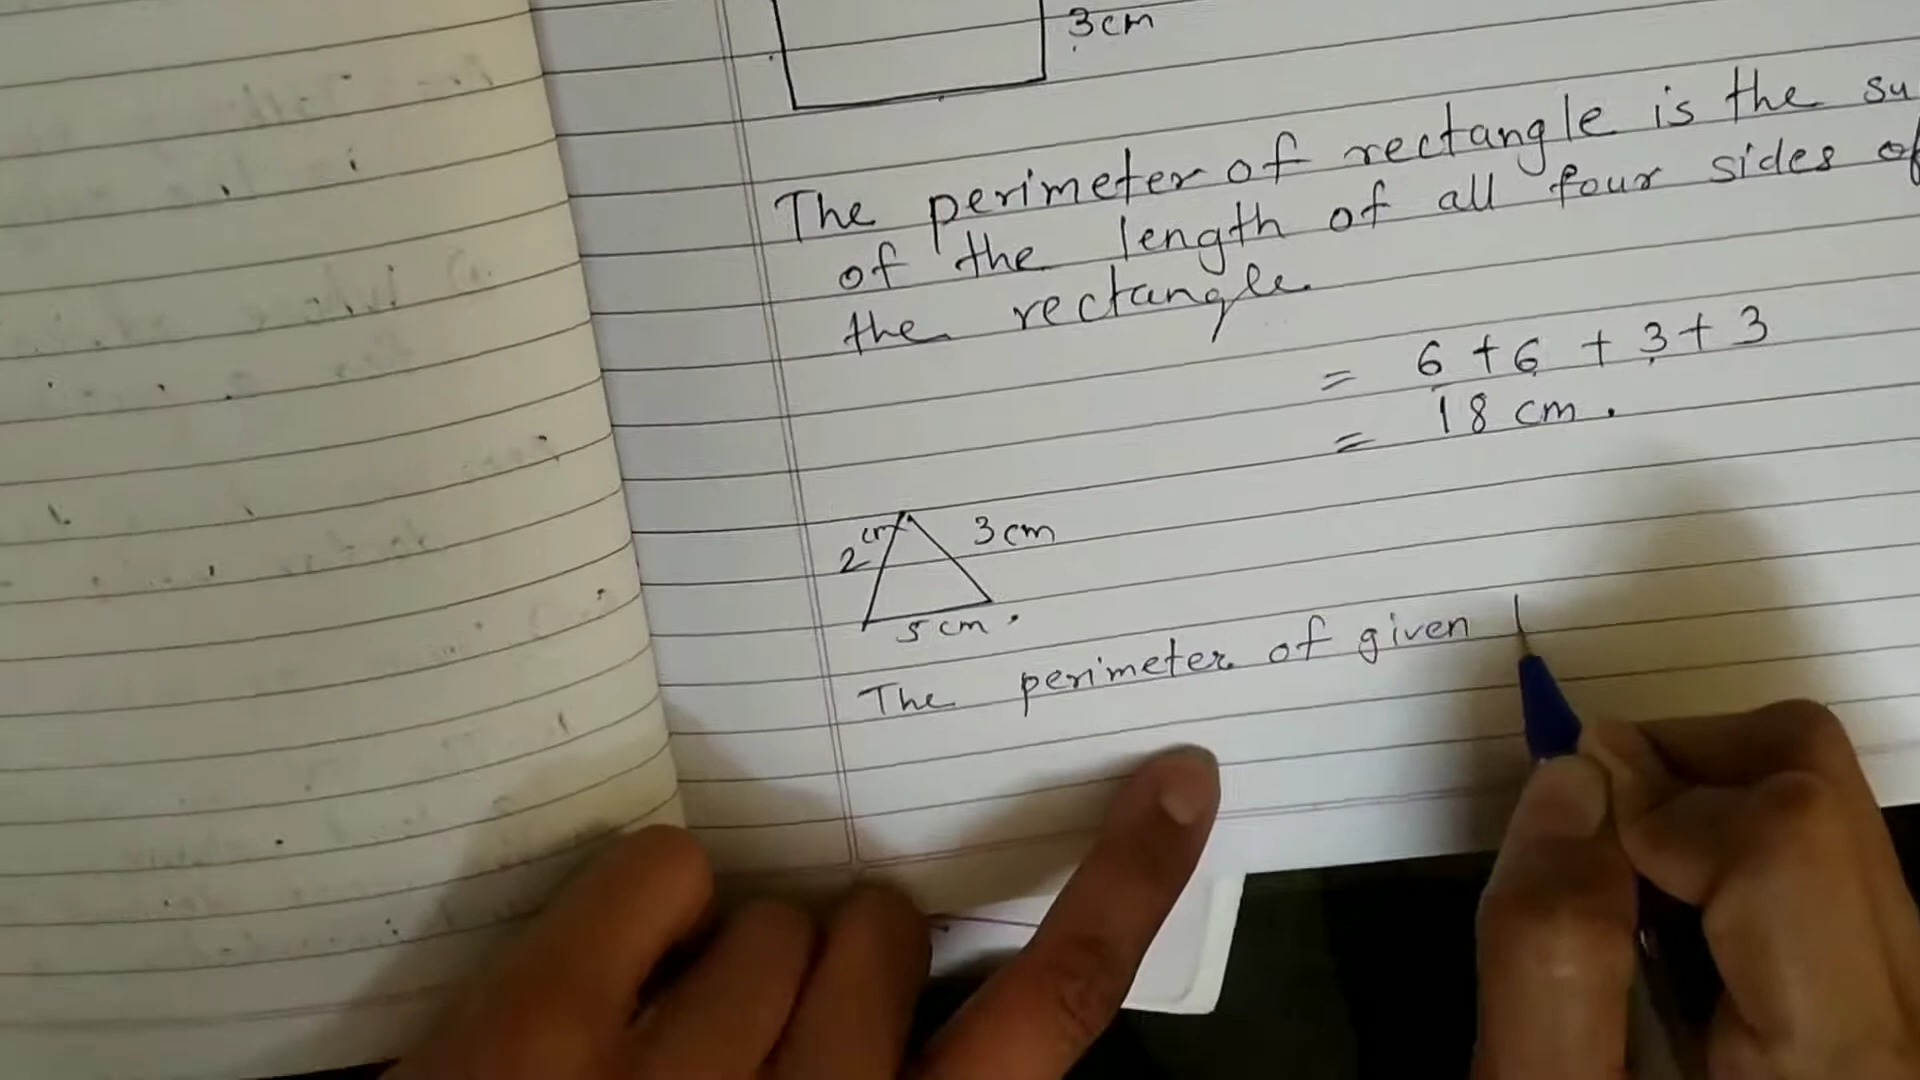 3cm
The perimeter of rectangle is the su
of the length of all four sides of
the rectangle.
= 6 + 6 + 3 + 3
= 18 cm.
2 cm
3 cm
5 cm.
The perimeter of given